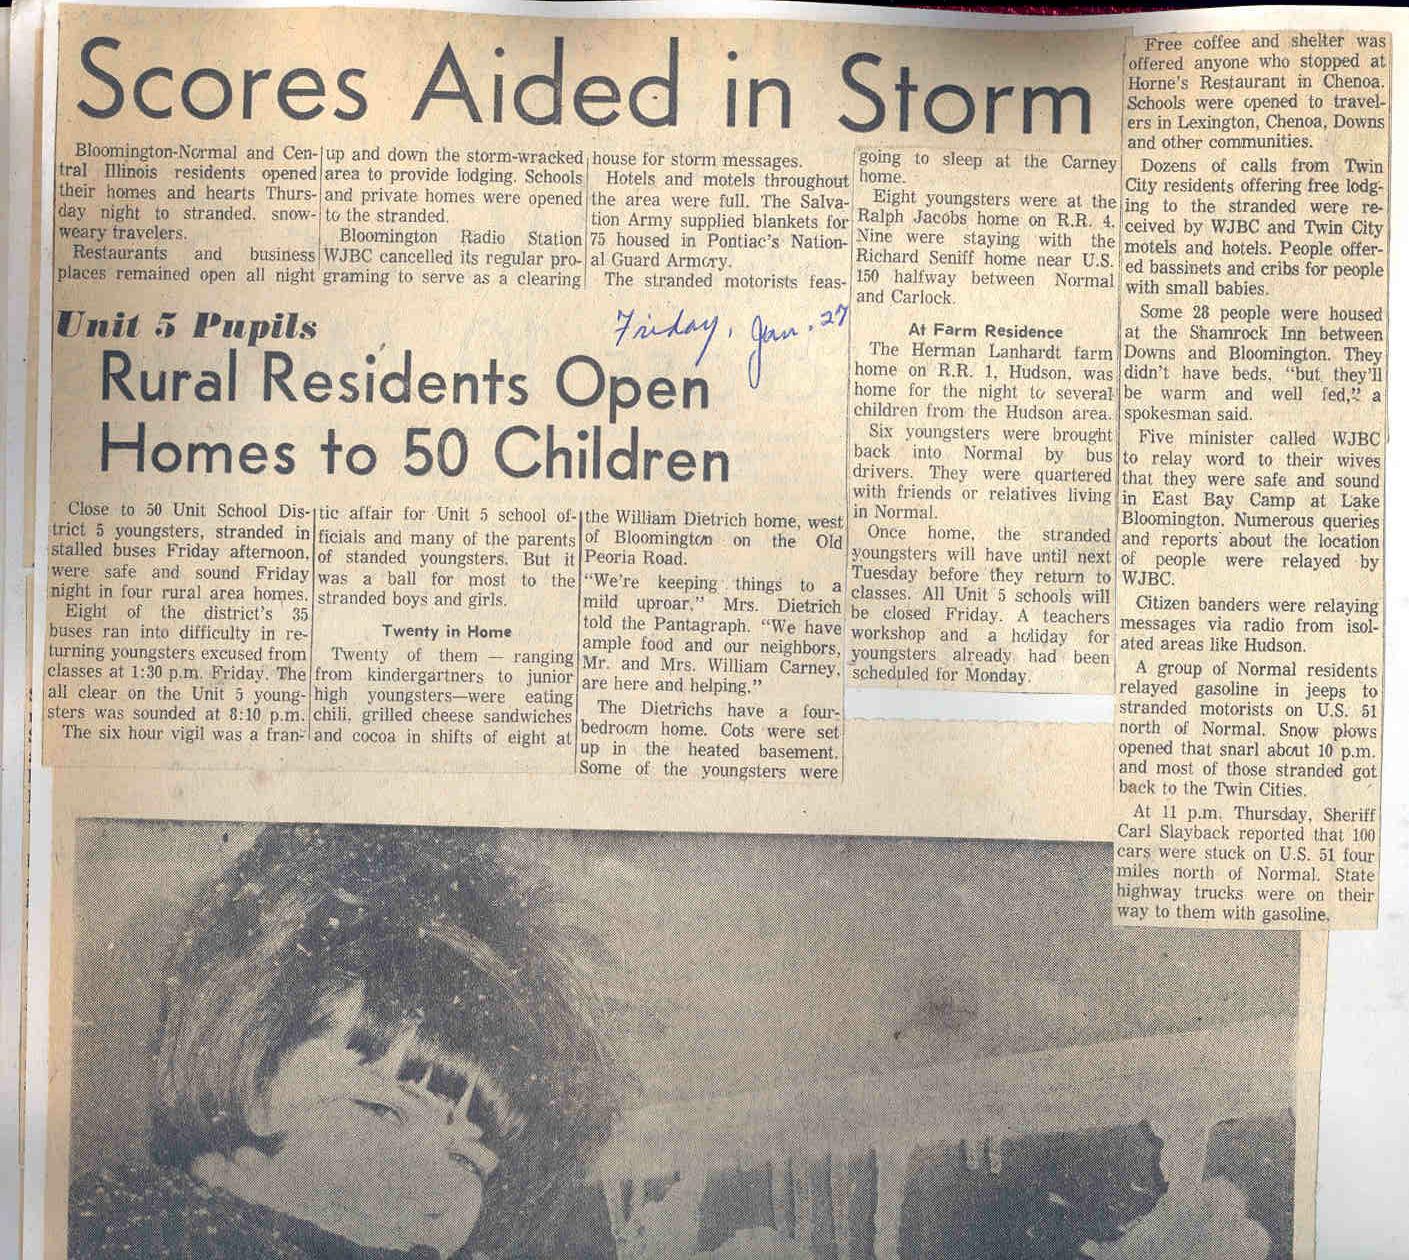 Scores Aided in Storm
Bloomington-Normal and Cen-
tral Illinois residents opened
their homes and hearts Thurs-
day night to stranded. snow-
weary travelers.
Restaurants and business
places remained open all night
up and down the storm-wracked
area to provide lodging. Schools
and private homes were opened
to the stranded.
Bloomington Radio Station
WJBC cancelled its regular pro-
graming to serve as a clearing
house for storm messages.
Hotels and motels throughout
the area were full. The Salva-
tion Army supplied blankets for
75 housed in Pontiac's Nation-
al Guard Armory.
The stranded motorists feas-
Free coffee and shelter was
offered anyone who stopped at
Horne's Restaurant in Chenoa.
Schools were opened to travel-
ers in Lexington, Chenoa, Downs
and other communities.
Dozens of calls from Twin
City residents offering free lodg-
ing to the stranded were re-
ceived by WJBC and Twin City
motels and hotels. People offer-
ed bassinets and cribs for people
with small babies.
Some 28 people were housed
at the Shamrock Inn between
Downs and Bloomington. They
didn't have beds, "but they'll
be warm and well fed," a
spokesman said.
Five minister called WJBC
to relay word to their wives
that they were safe and sound
in East Bay Camp at Lake
Bloomington. Numerous queries
and reports about the location
of people were relayed by
WJBC.
Citizen banders were relaying
messages via radio from isol-
ated areas like Hudson.
A group of Normal residents
relayed gasoline in jeeps to
stranded motorists on U.S. 51
north of Normal. Snow plows
opened that snarl about 10 p.m.
and most of those stranded got
back to the Twin Cities.
At 11 p.m. Thursday, Sheriff
Carl Slayback reported that 100
cars were stuck on U.S. 51 four
miles north of Normal. State
highway trucks were on their
way to them with gasoline.
Friday, Jan. 27
Unit 5 Pupils
Rural Residents Open
Homes to 50 Children
Close to 50 Unit School Dis-
trict 5 youngsters, stranded in
stalled buses Friday afternoon,
were safe and sound Friday
night in four rural area homes.
Eight of the district's 35
buses ran into difficulty in re-
turning youngsters excused from
classes at 1:30 p.m. Friday. The
all clear on the Unit 5 young-
sters was sounded at 8:10 p.m.
The six hour vigil was a fran-
tic affair for Unit 5 school of-
ficials and many of the parents
of standed youngsters. But it
was a ball for most to the
stranded boys and girls.
Twenty in Home
Twenty of them — ranging
from kindergartners to junior
high youngsters—were eating
chili, grilled cheese sandwiches
and cocoa in shifts of eight at
the William Dietrich home, west
of Bloomington on the Old
Peoria Road.
"We're keeping things to a
mild uproar," Mrs. Dietrich
told the Pantagraph. "We have
ample food and our neighbors,
Mr. and Mrs. William Carney,
are here and helping."
The Dietrichs have a four-
bedroom home. Cots were set
up in the heated basement.
Some of the youngsters were
going to sleep at the Carney
home.
Eight youngsters were at the
Ralph Jacobs home on R.R. 4.
Nine were staying with the
Richard Seniff home near U.S.
150 halfway between Normal
and Carlock.
At Farm Residence
The Herman Lanhardt farm
home on R.R. 1, Hudson, was
home for the night to several
children from the Hudson area.
Six youngsters were brought
back into Normal by bus
drivers. They were quartered
with friends or relatives living
in Normal.
Once home, the stranded
youngsters will have until next
Tuesday before they return to
classes. All Unit 5 schools will
be closed Friday. A teachers
workshop and a holiday for
youngsters already had been
scheduled for Monday.